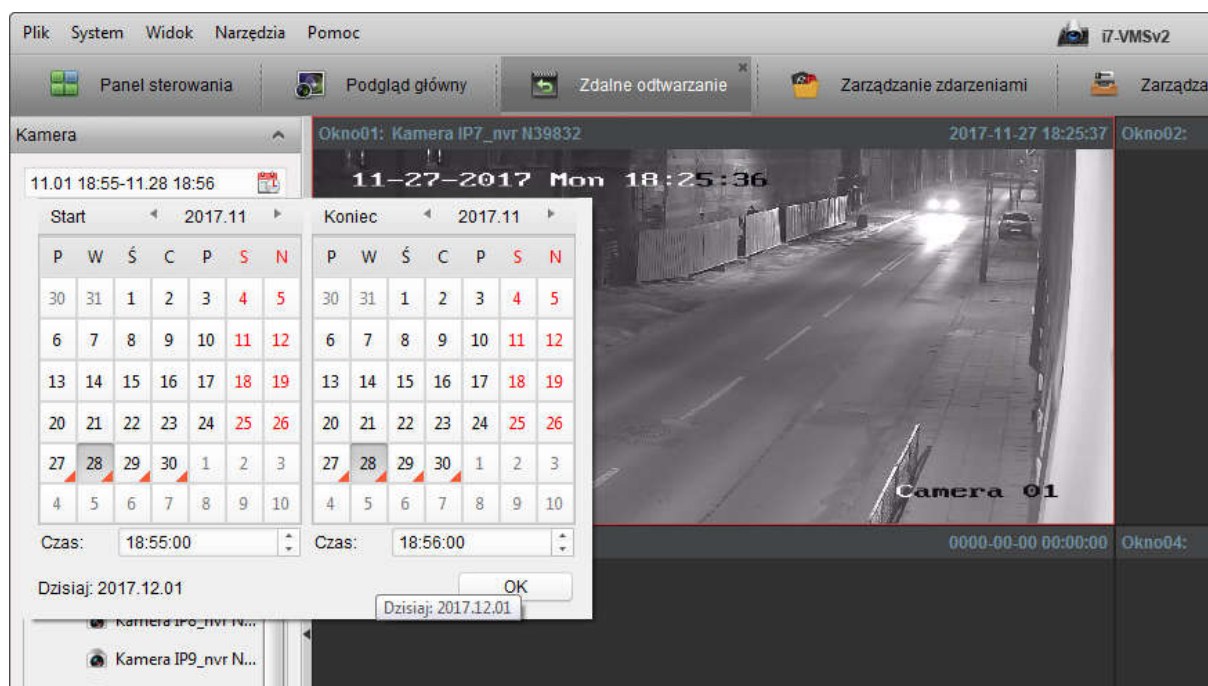 Plik System Widok Narzędzia Pomoc
i7-VMSv2
Panel sterowania Podgląd główny Zdalne odtwarzanie Zarządzanie zdarzeniami Zarządza
Kamera
Okno01: Kamera IP7_nvr N39832 2017-11-27 18:25:37 Okno02:
11-27-2017 Mon 18:25:36
11.01 18:55-11.28 18:56
Start 2017.11
P W Ś C P S N
30 31 1 2 3 4 5
6 7 8 9 10 11 12
13 14 15 16 17 18 19
20 21 22 23 24 25 26
27 28 29 30 1 2 3
4 5 6 7 8 9 10
Czas: 18:55:00
Koniec 2017.11
P W Ś C P S N
30 31 1 2 3 4 5
6 7 8 9 10 11 12
13 14 15 16 17 18 19
20 21 22 23 24 25 26
27 28 29 30 1 2 3
4 5 6 7 8 9 10
Czas: 18:56:00
Dzisiaj: 2017.12.01
OK
Dzisiaj: 2017.12.01
Camera 01
0000-00-00 00:00:00 Okno04:
Kamera IP8_nvr N...
Kamera IP9_nvr N...